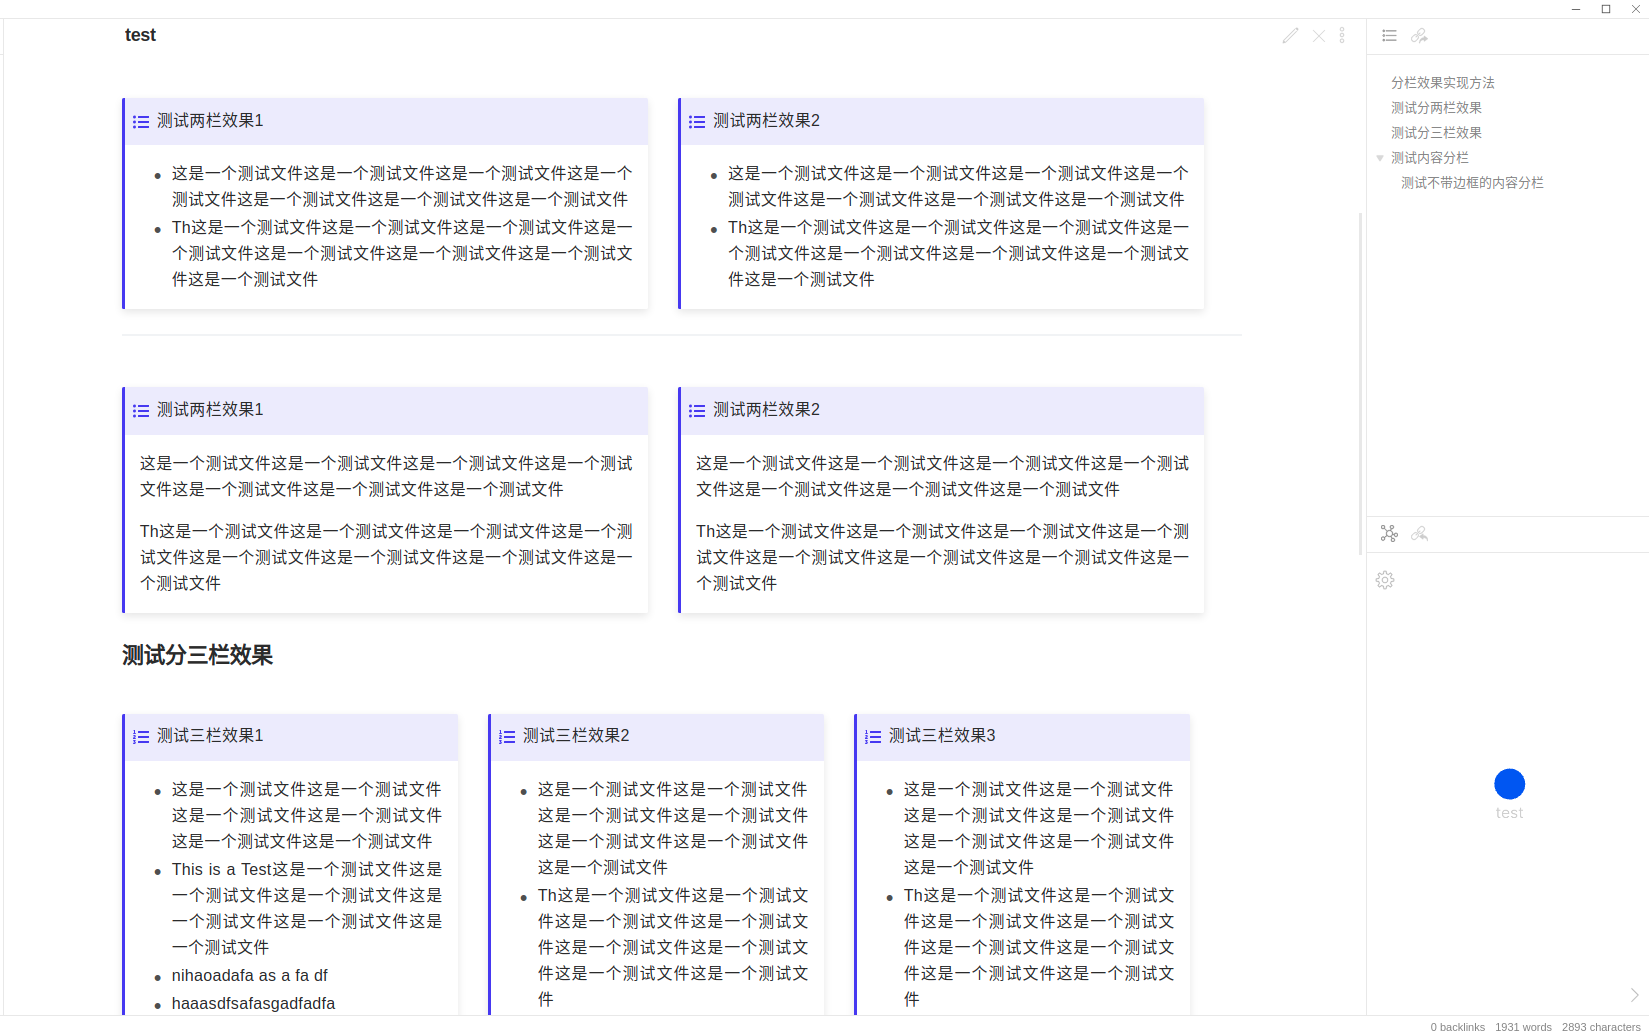 test
测试两栏效果1
这是一个测试文件这是一个测试文件这是一个测试文件这是一个
测试文件这是一个测试文件这是一个测试文件这是一个测试文件
Th这是一个测试文件这是一个测试文件这是一个测试文件这是一
个测试文件这是一个测试文件这是一个测试文件这是一个测试文
件这是一个测试文件
测试两栏效果2
这是一个测试文件这是一个测试文件这是一个测试文件这是一个
测试文件这是一个测试文件这是一个测试文件这是一个测试文件
Th这是一个测试文件这是一个测试文件这是一个测试文件这是一
个测试文件这是一个测试文件这是一个测试文件这是一个测试文
件这是一个测试文件
测试两栏效果1
这是一个测试文件这是一个测试文件这是一个测试文件这是一个测试
文件这是一个测试文件这是一个测试文件这是一个测试文件
Th这是一个测试文件这是一个测试文件这是一个测试文件这是一个测
试文件这是一个测试文件这是一个测试文件这是一个测试文件这是一
个测试文件
测试两栏效果2
这是一个测试文件这是一个测试文件这是一个测试文件这是一个测试
文件这是一个测试文件这是一个测试文件这是一个测试文件
Th这是一个测试文件这是一个测试文件这是一个测试文件这是一个测
试文件这是一个测试文件这是一个测试文件这是一个测试文件这是一
个测试文件
测试分三栏效果
测试三栏效果1
这是一个测试文件这是一个测试文件
这是一个测试文件这是一个测试文件
这是一个测试文件这是一个测试文件
This is a Test这是一个测试文件这是
一个测试文件这是一个测试文件这是
一个测试文件这是一个测试文件这是
一个测试文件
nihaoadafa as a fa df
haaasdfsafasgadfadfa
测试三栏效果2
这是一个测试文件这是一个测试文件
这是一个测试文件这是一个测试文件
这是一个测试文件这是一个测试文件
这是一个测试文件
Th这是一个测试文件这是一个测试文
件这是一个测试文件这是一个测试文
件这是一个测试文件这是一个测试文
件这是一个测试文件这是一个测试文
件
测试三栏效果3
这是一个测试文件这是一个测试文件
这是一个测试文件这是一个测试文件
这是一个测试文件这是一个测试文件
这是一个测试文件
Th这是一个测试文件这是一个测试文
件这是一个测试文件这是一个测试文
件这是一个测试文件这是一个测试文
件这是一个测试文件这是一个测试文
件
分栏效果实现方法
测试分两栏效果
测试分三栏效果
测试内容分栏
测试不带边框的内容分栏
test
0 backlinks 1931 words 2893 characters